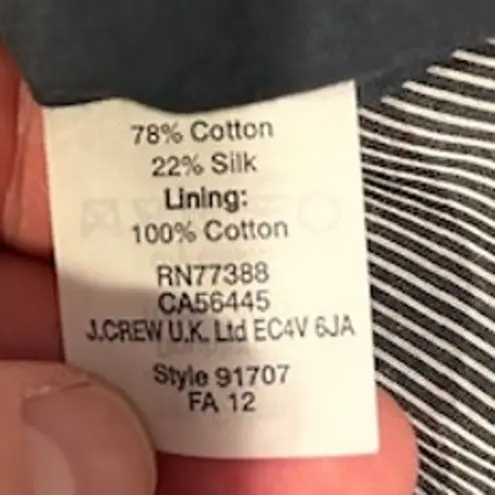 78% Cotton
22% Silk
Lining:
100% Cotton
RN77388
CA56445
J.CREW U.K. Ltd EC4V 6JA
Style 91707
FA 12